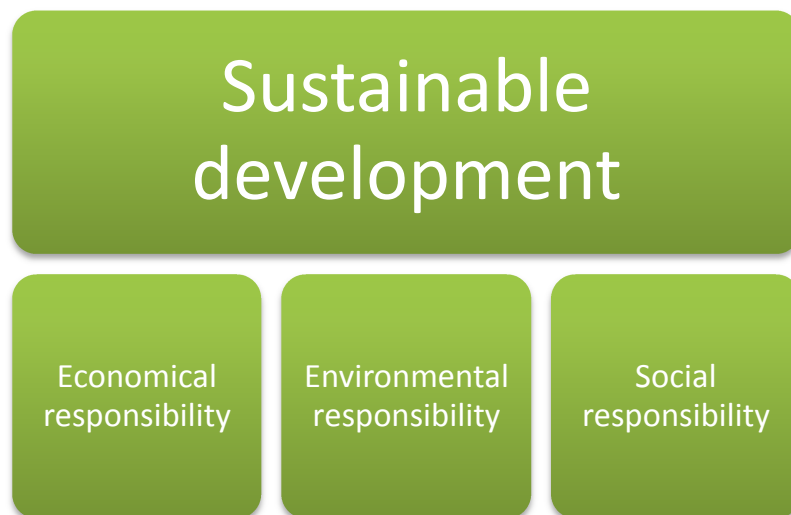 Sustainable
development
Economical
responsibility
Environmental
responsibility
Social
responsibility